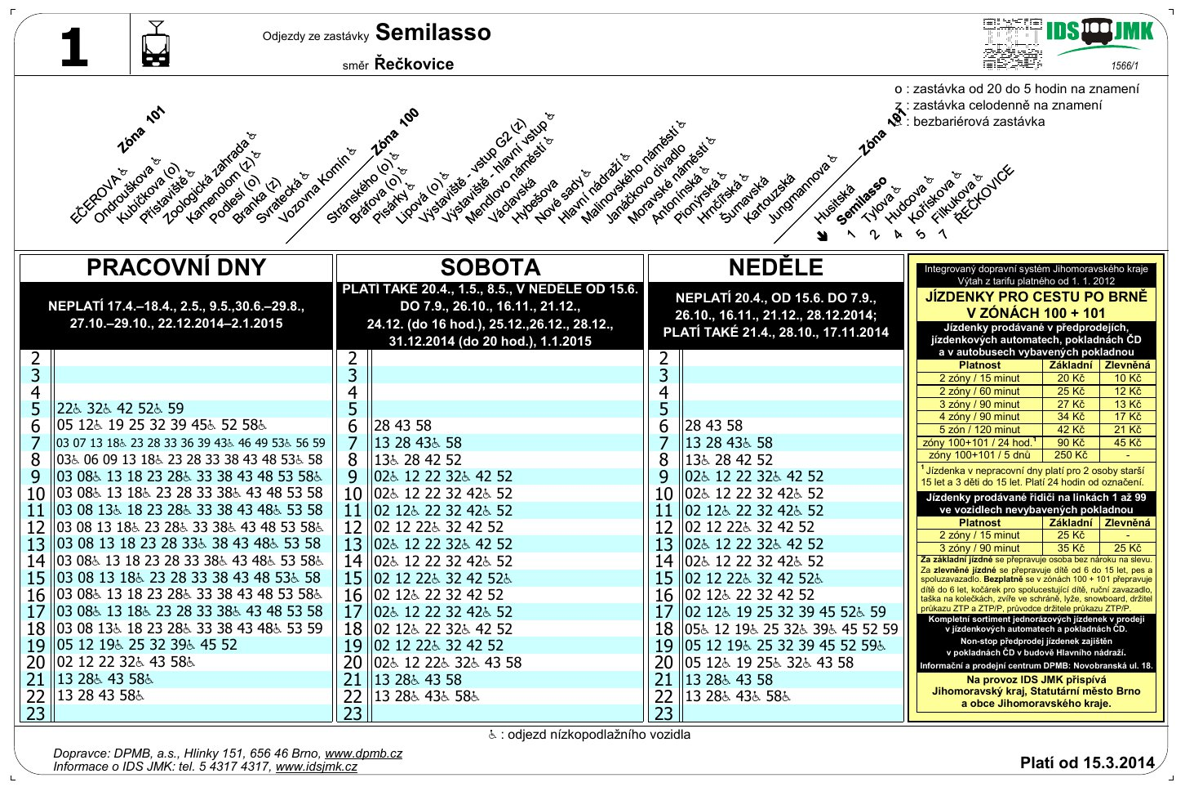 1
Odjezdy ze zastávky Semilasso
směr Řečkovice
IDS JMK
1566/1
o : zastávka od 20 do 5 hodin na znamení
z : zastávka celodenně na znamení
♿ : bezbariérová zastávka
Zóna 101
EČEROVA ♿
Ondrouškova ♿
Kubíčkova (o)
Přístaviště ♿
Zoologická zahrada ♿
Kamenolom (z) ♿
Podlesí (o)
Branka (z)
Svratecká ♿
Vozovna Komín ♿
Zóna 100
Stránského (o) ♿
Bráfova (o) ♿
Pisárky ♿
Lipová (o) ♿
Výstaviště - vstup G2 (z)
Výstaviště - hlavní vstup ♿
Mendlovo náměstí ♿
Václavská
Hybešova
Nové sady ♿
Hlavní nádraží ♿
Malinovského náměstí ♿
Janáčkovo divadlo
Moravské náměstí ♿
Antonínská ♿
Pionýrská ♿
Hrnčířská ♿
Šumavská
Kartouzská
Jungmannova ♿
Zóna 101
Husitská
Semilasso
1 Tylova ♿
2 Hudcova ♿
4 Kořískova ♿
5 Filkukova ♿
7 ŘEČKOVICE
PRACOVNÍ DNY
NEPLATÍ 17.4.–18.4., 2.5., 9.5.,30.6.–29.8.,
27.10.–29.10., 22.12.2014–2.1.2015
2
3
4
5 22♿ 32♿ 42 52♿ 59
6 05 12♿ 19 25 32 39 45♿ 52 58♿
7 03 07 13 18♿ 23 28 33 36 39 43♿ 46 49 53♿ 56 59
8 03♿ 06 09 13 18♿ 23 28 33 38 43 48 53♿ 58
9 03 08♿ 13 18 23 28♿ 33 38 43 48 53 58♿
10 03 08♿ 13 18♿ 23 28 33 38♿ 43 48 53 58
11 03 08 13♿ 18 23 28♿ 33 38 43 48♿ 53 58
12 03 08 13 18♿ 23 28♿ 33 38♿ 43 48 53 58♿
13 03 08 13 18 23 28 33♿ 38 43 48♿ 53 58
14 03 08♿ 13 18 23 28 33 38♿ 43 48♿ 53 58♿
15 03 08 13 18♿ 23 28 33 38 43 48 53♿ 58
16 03 08♿ 13 18 23 28♿ 33 38 43 48 53 58♿
17 03 08♿ 13 18♿ 23 28 33 38♿ 43 48 53 58
18 03 08 13♿ 18 23 28♿ 33 38 43 48♿ 53 59
19 05 12 19♿ 25 32 39♿ 45 52
20 02 12 22 32♿ 43 58♿
21 13 28♿ 43 58♿
22 13 28 43 58♿
23
SOBOTA
PLATÍ TAKÉ 20.4., 1.5., 8.5., V NEDĚLE OD 15.6.
DO 7.9., 26.10., 16.11., 21.12.,
24.12. (do 16 hod.), 25.12.,26.12., 28.12.,
31.12.2014 (do 20 hod.), 1.1.2015
2
3
4
5
6 28 43 58
7 13 28 43♿ 58
8 13♿ 28 42 52
9 02♿ 12 22 32♿ 42 52
10 02♿ 12 22 32 42♿ 52
11 02 12♿ 22 32 42♿ 52
12 02 12 22♿ 32 42 52
13 02♿ 12 22 32♿ 42 52
14 02♿ 12 22 32 42♿ 52
15 02 12 22♿ 32 42 52♿
16 02 12♿ 22 32 42 52
17 02♿ 12 22 32 42♿ 52
18 02 12♿ 22 32♿ 42 52
19 02 12 22♿ 32 42 52
20 02♿ 12 22♿ 32♿ 43 58
21 13 28♿ 43 58
22 13 28♿ 43♿ 58♿
23
NEDĚLE
NEPLATÍ 20.4., OD 15.6. DO 7.9.,
26.10., 16.11., 21.12., 28.12.2014;
PLATÍ TAKÉ 21.4., 28.10., 17.11.2014
2
3
4
5
6 28 43 58
7 13 28 43♿ 58
8 13♿ 28 42 52
9 02♿ 12 22 32♿ 42 52
10 02♿ 12 22 32 42♿ 52
11 02 12♿ 22 32 42♿ 52
12 02 12 22♿ 32 42 52
13 02♿ 12 22 32♿ 42 52
14 02♿ 12 22 32 42♿ 52
15 02 12 22♿ 32 42 52♿
16 02 12♿ 22 32 42 52
17 02 12♿ 19 25 32 39 45 52♿ 59
18 05♿ 12 19♿ 25 32♿ 39♿ 45 52 59
19 05 12 19♿ 25 32 39 45 52 59♿
20 05 12♿ 19 25♿ 32♿ 43 58
21 13 28♿ 43 58
22 13 28♿ 43♿ 58♿
23
Integrovaný dopravní systém Jihomoravského kraje
Výtah z tarifu platného od 1. 1. 2012
JÍZDENKY PRO CESTU PO BRNĚ
V ZÓNÁCH 100 + 101
Jízdenky prodávané v předprodejích,
jízdenkových automatech, pokladnách ČD
a v autobusech vybavených pokladnou
Platnost Základní Zlevněná
2 zóny / 15 minut 20 Kč 10 Kč
2 zóny / 60 minut 25 Kč 12 Kč
3 zóny / 90 minut 27 Kč 13 Kč
4 zóny / 90 minut 34 Kč 17 Kč
5 zón / 120 minut 42 Kč 21 Kč
zóny 100+101 / 24 hod.¹ 90 Kč 45 Kč
zóny 100+101 / 5 dnů 250 Kč -
¹ Jízdenka v nepracovní dny platí pro 2 osoby starší
15 let a 3 děti do 15 let. Platí 24 hodin od označení.
Jízdenky prodávané řidiči na linkách 1 až 99
ve vozidlech nevybavených pokladnou
Platnost Základní Zlevněná
2 zóny / 15 minut 25 Kč -
3 zóny / 90 minut 35 Kč 25 Kč
Za základní jízdné se přepravuje osoba bez nároku na slevu.
Za zlevněné jízdné se přepravuje dítě od 6 do 15 let, pes a
spoluzavazadlo. Bezplatně se v zónách 100 + 101 přepravuje
dítě do 6 let, kočárek pro spolucestující dítě, ruční zavazadlo,
taška na kolečkách, zvíře ve schráně, lyže, snowboard, držitel
průkazu ZTP a ZTP/P, průvodce držitele průkazu ZTP/P.
Kompletní sortiment jednorázových jízdenek v prodeji
v jízdenkových automatech a pokladnách ČD.
Non-stop předprodej jízdenek zajištěn
v pokladnách ČD v budově Hlavního nádraží.
Informační a prodejní centrum DPMB: Novobranská ul. 18.
Na provoz IDS JMK přispívá
Jihomoravský kraj, Statutární město Brno
a obce Jihomoravského kraje.
♿ : odjezd nízkopodlažního vozidla
Dopravce: DPMB, a.s., Hlinky 151, 656 46 Brno, www.dpmb.cz
Informace o IDS JMK: tel. 5 4317 4317, www.idsjmk.cz
Platí od 15.3.2014